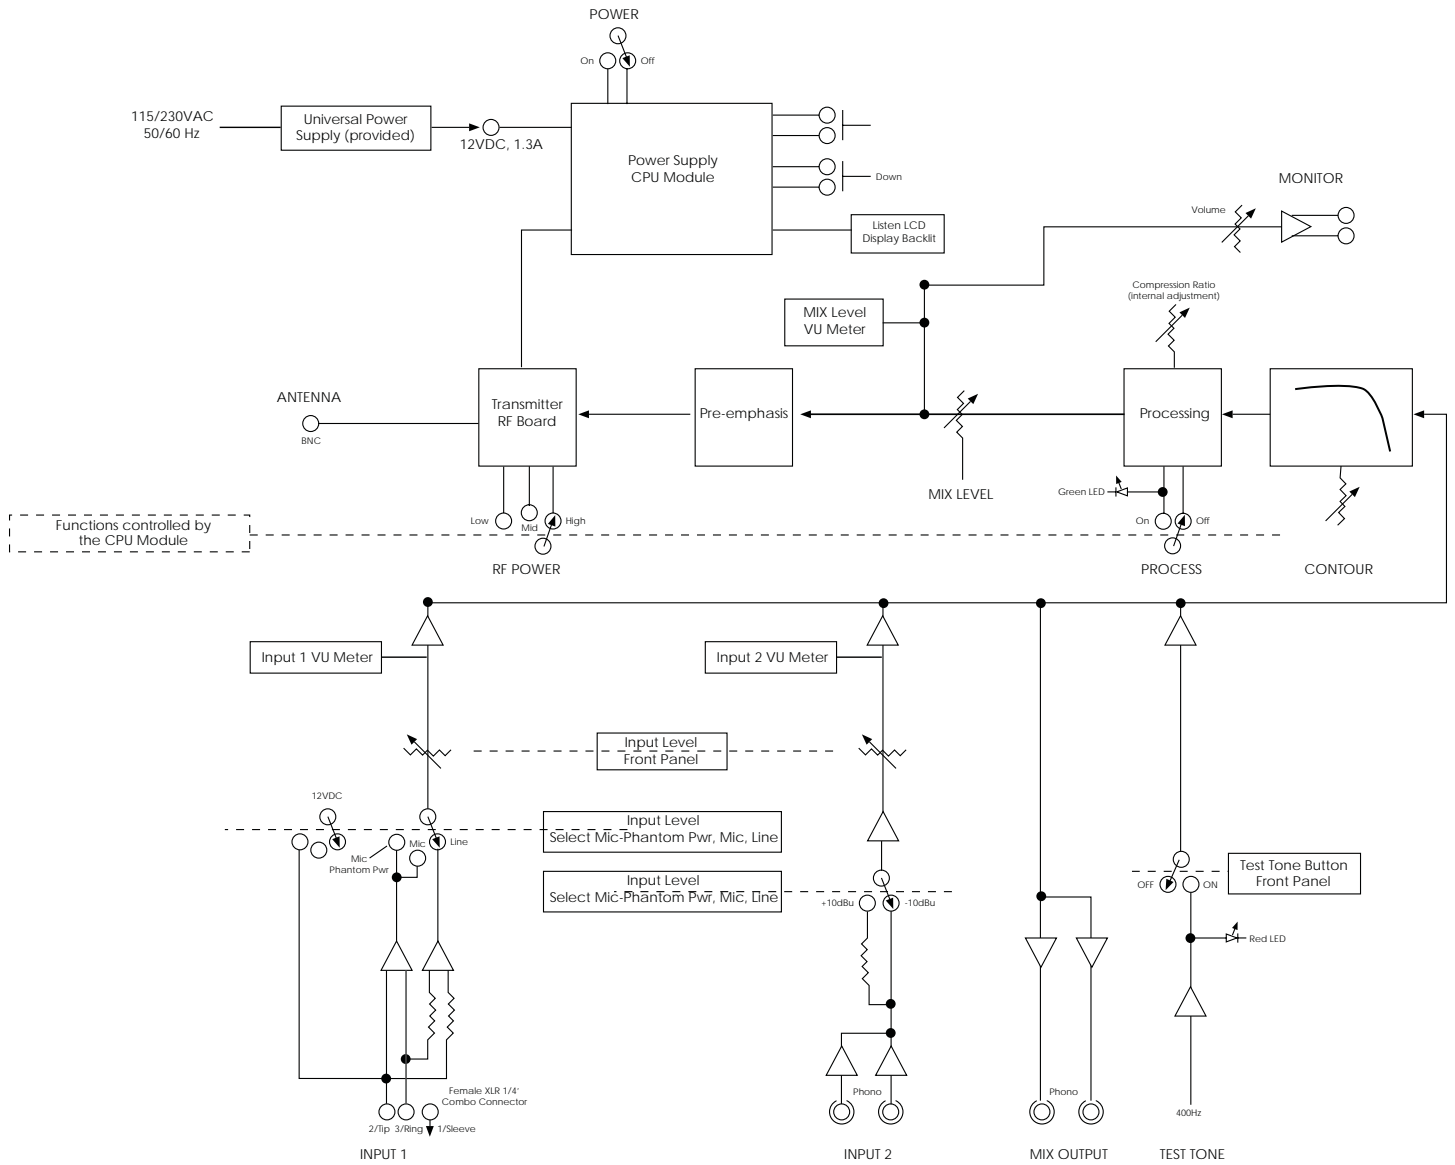 POWER
On
Off
115/230VAC
50/60 Hz
Universal Power
Supply (provided)
12VDC, 1.3A
Power Supply
CPU Module
Down
Listen LCD
Display Backlit
MONITOR
Volume
Compression Ratio
(internal adjustment)
MIX Level
VU Meter
ANTENNA
BNC
Transmitter
RF Board
Pre-emphasis
Processing
MIX LEVEL
Green LED
Low
Mid
High
On
Off
Functions controlled by
the CPU Module
RF POWER
PROCESS
CONTOUR
Input 1 VU Meter
Input 2 VU Meter
Input Level
Front Panel
12VDC
Mic
Phantom Pwr
Mic
Line
Input Level
Select Mic-Phantom Pwr, Mic, Line
Input Level
Select Mic-Phantom Pwr, Mic, Line
+10dBu
-10dBu
OFF
ON
Test Tone Button
Front Panel
Red LED
Female XLR 1/4'
Combo Connector
2/Tip 3/Ring 1/Sleeve
Phono
Phono
400Hz
INPUT 1
INPUT 2
MIX OUTPUT
TEST TONE